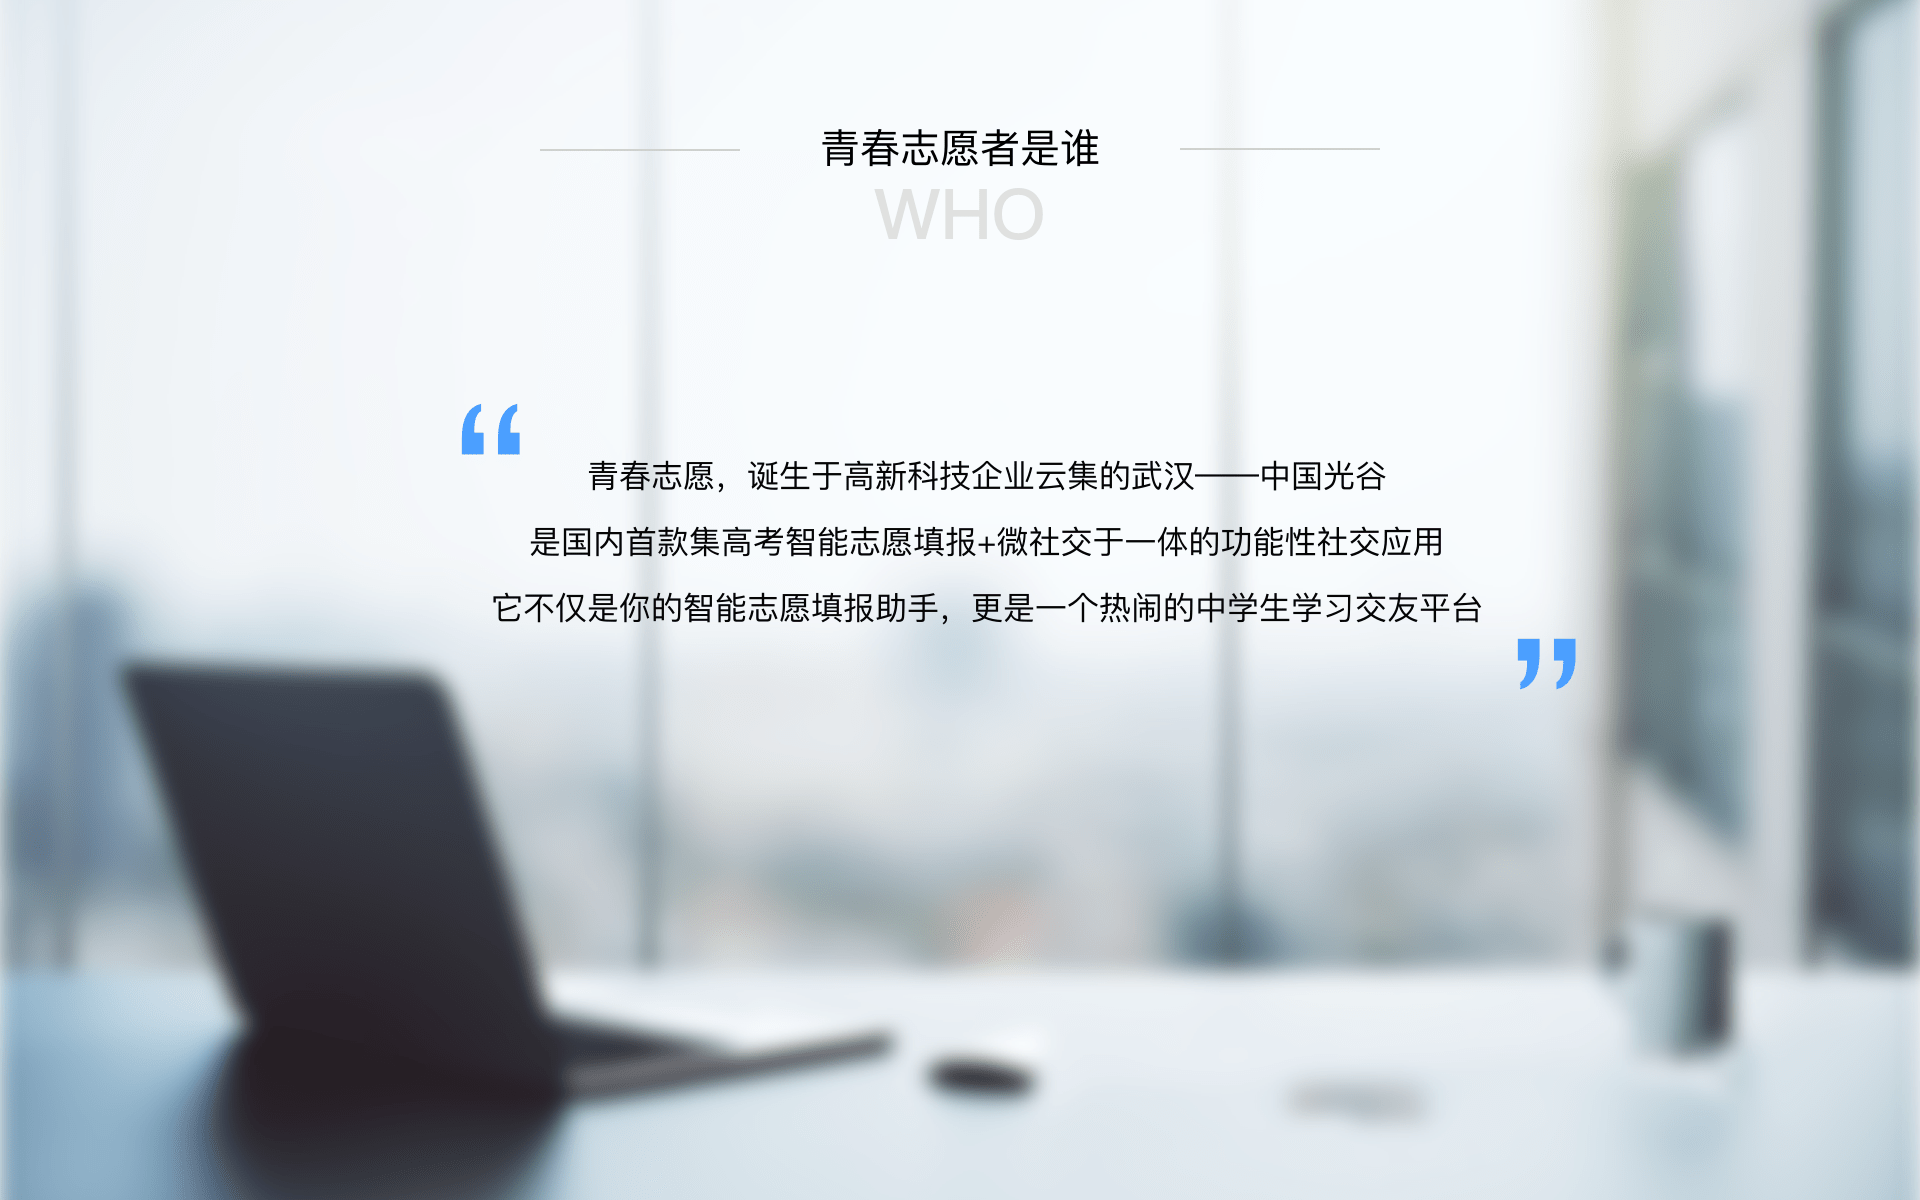 青春志愿者是谁
WHO
“
青春志愿，诞生于高新科技企业云集的武汉——中国光谷
是国内首款集高考智能志愿填报+微社交于一体的功能性社交应用
它不仅是你的智能志愿填报助手，更是一个热闹的中学生学习交友平台
”